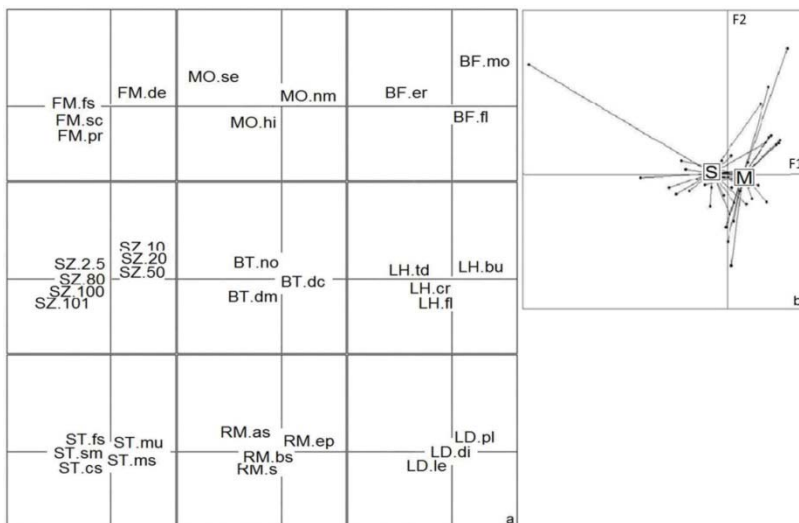 FM.de
FM.fs
FM.sc
FM.pr
MO.se
MO.nm
MO.hi
BF.mo
BF.er
BF.fl
SZ.10
SZ.20
SZ.2.5
SZ.50
SZ.80
SZ.100
SZ.101
BT.no
BT.dc
BT.dm
LH.td
LH.bu
LH.cr
LH.fl
ST.fs
ST.mu
ST.sm
ST.ms
ST.cs
RM.as
RM.ep
RM.bs
RM.s
LD.pl
LD.di
LD.le
a
F2
F1
S
M
b